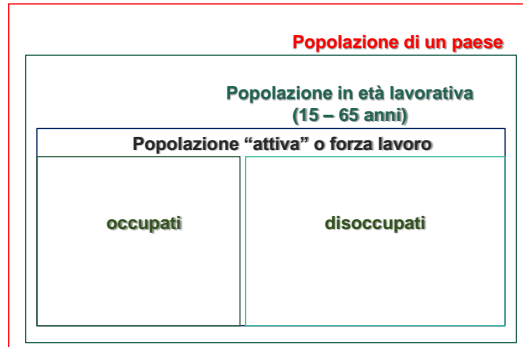 Popolazione di un paese
Popolazione in età lavorativa
(15 – 65 anni)
Popolazione “attiva” o forza lavoro
occupati
disoccupati